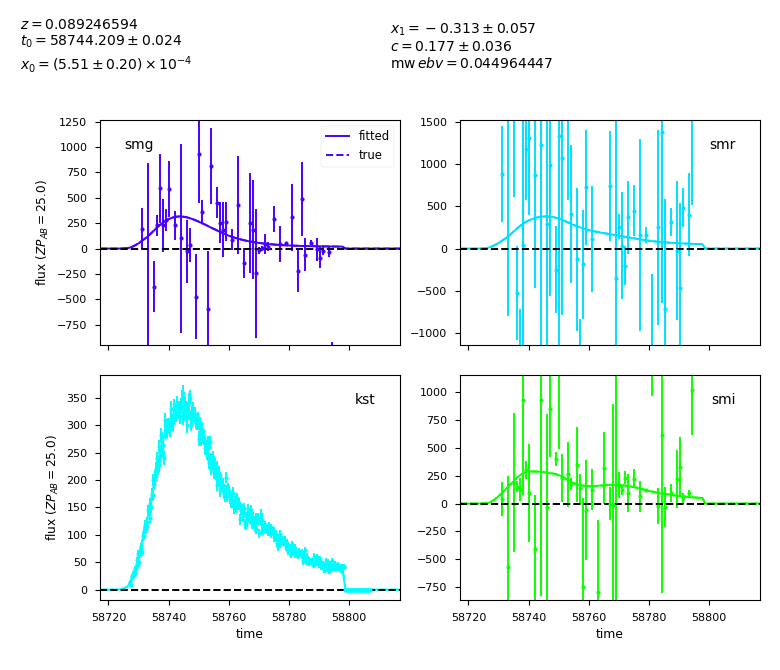 z = 0.089246594
t0 = 58744.209 ± 0.024
x0 = (5.51 ± 0.20) × 10^−4
x1 = −0.313 ± 0.057
c = 0.177 ± 0.036
mw ebv = 0.044964447
smg
fitted
true
1250
1000
750
500
250
0
−250
−500
−750
flux (ZP_AB = 25.0)
smr
1500
1000
500
0
−500
−1000
kst
350
300
250
200
150
100
50
0
flux (ZP_AB = 25.0)
58720 58740 58760 58780 58800
time
smi
1000
750
500
250
0
−250
−500
−750
58720 58740 58760 58780 58800
time